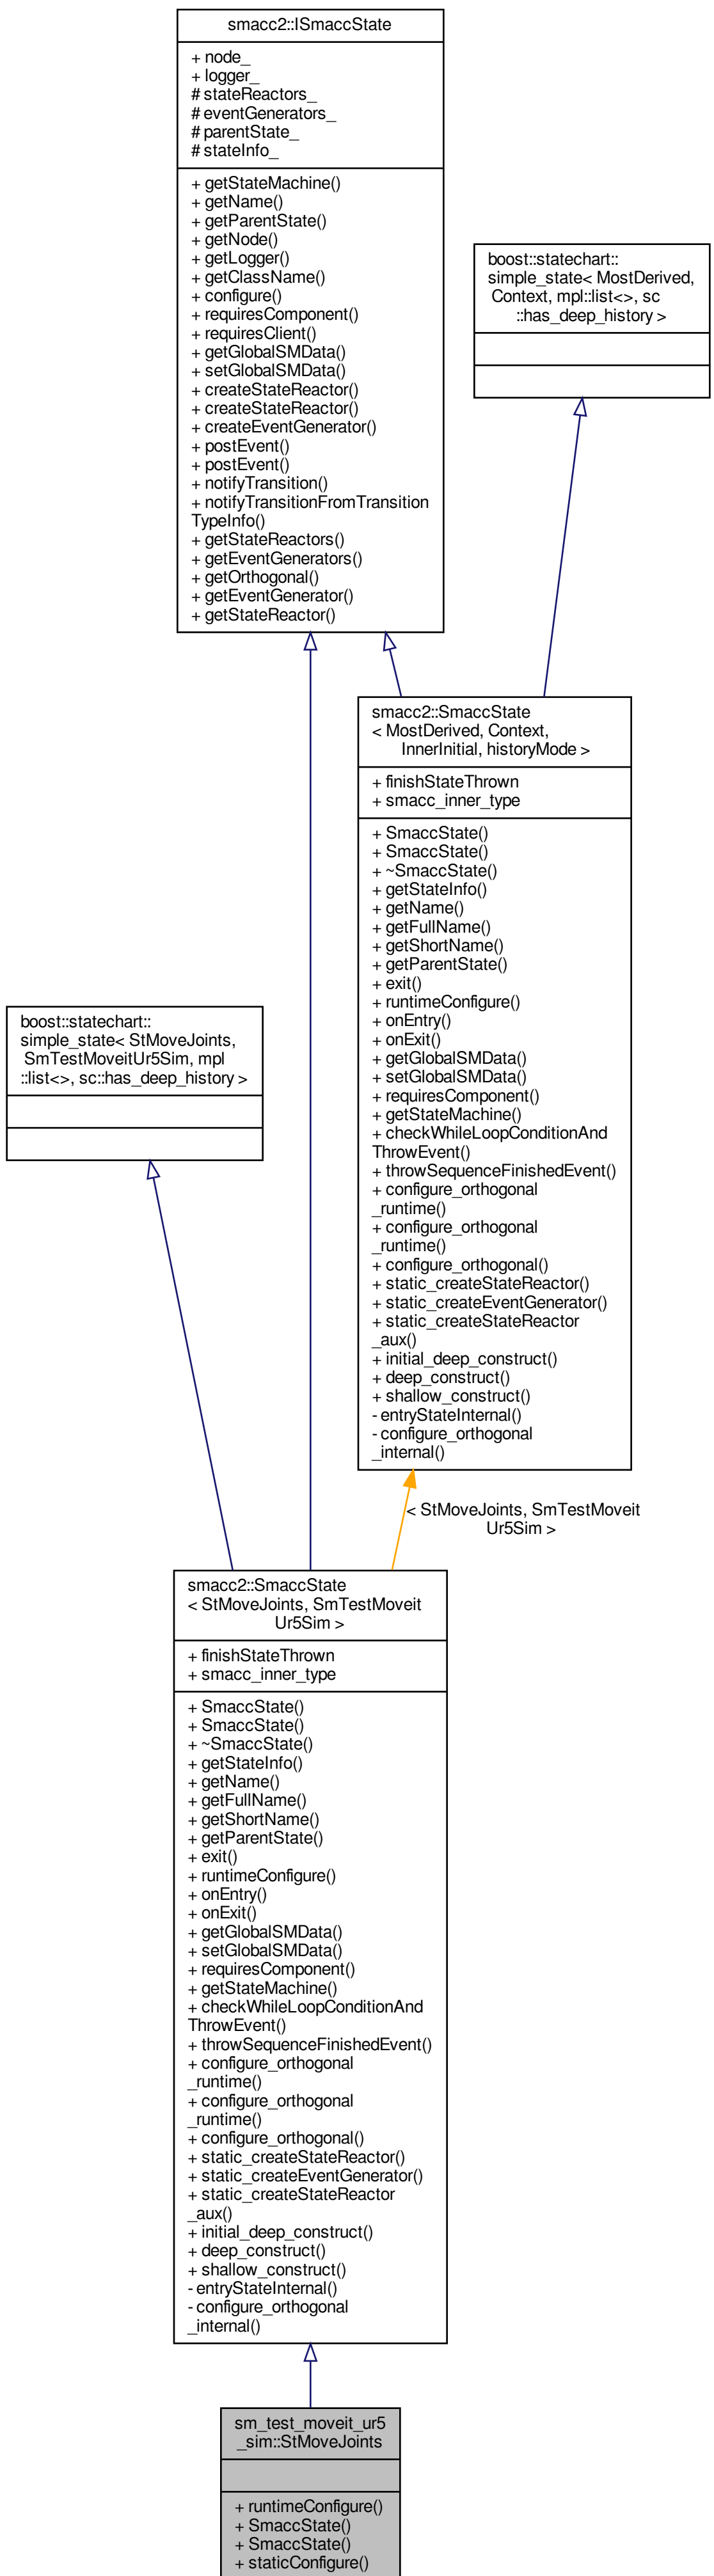 smacc2::ISmaccState
+ node_
+ logger_
# stateReactors_
# eventGenerators_
# parentState_
# stateInfo_
+ getStateMachine()
+ getName()
+ getParentState()
+ getNode()
+ getLogger()
+ getClassName()
+ configure()
+ requiresComponent()
+ requiresClient()
+ getGlobalSMData()
+ setGlobalSMData()
+ createStateReactor()
+ createStateReactor()
+ createEventGenerator()
+ postEvent()
+ postEvent()
+ notifyTransition()
+ notifyTransitionFromTransition
TypeInfo()
+ getStateReactors()
+ getEventGenerators()
+ getOrthogonal()
+ getEventGenerator()
+ getStateReactor()
boost::statechart::
simple_state< MostDerived,
Context, mpl::list<>, sc
::has_deep_history >
smacc2::SmaccState
< MostDerived, Context,
InnerInitial, historyMode >
+ finishStateThrown
+ smacc_inner_type
+ SmaccState()
+ SmaccState()
+ ~SmaccState()
+ getStateInfo()
+ getName()
+ getFullName()
+ getShortName()
+ getParentState()
+ exit()
+ runtimeConfigure()
+ onEntry()
+ onExit()
+ getGlobalSMData()
+ setGlobalSMData()
+ requiresComponent()
+ getStateMachine()
+ checkWhileLoopConditionAnd
ThrowEvent()
+ throwSequenceFinishedEvent()
+ configure_orthogonal
_runtime()
+ configure_orthogonal
_runtime()
+ configure_orthogonal()
+ static_createStateReactor()
+ static_createEventGenerator()
+ static_createStateReactor
_aux()
+ initial_deep_construct()
+ deep_construct()
+ shallow_construct()
- entryStateInternal()
- configure_orthogonal
_internal()
boost::statechart::
simple_state< StMoveJoints,
SmTestMoveitUr5Sim, mpl
::list<>, sc::has_deep_history >
< StMoveJoints, SmTestMoveit
Ur5Sim >
smacc2::SmaccState
< StMoveJoints, SmTestMoveit
Ur5Sim >
+ finishStateThrown
+ smacc_inner_type
+ SmaccState()
+ SmaccState()
+ ~SmaccState()
+ getStateInfo()
+ getName()
+ getFullName()
+ getShortName()
+ getParentState()
+ exit()
+ runtimeConfigure()
+ onEntry()
+ onExit()
+ getGlobalSMData()
+ setGlobalSMData()
+ requiresComponent()
+ getStateMachine()
+ checkWhileLoopConditionAnd
ThrowEvent()
+ throwSequenceFinishedEvent()
+ configure_orthogonal
_runtime()
+ configure_orthogonal
_runtime()
+ configure_orthogonal()
+ static_createStateReactor()
+ static_createEventGenerator()
+ static_createStateReactor
_aux()
+ initial_deep_construct()
+ deep_construct()
+ shallow_construct()
- entryStateInternal()
- configure_orthogonal
_internal()
sm_test_moveit_ur5
_sim::StMoveJoints
+ runtimeConfigure()
+ SmaccState()
+ SmaccState()
+ staticConfigure()